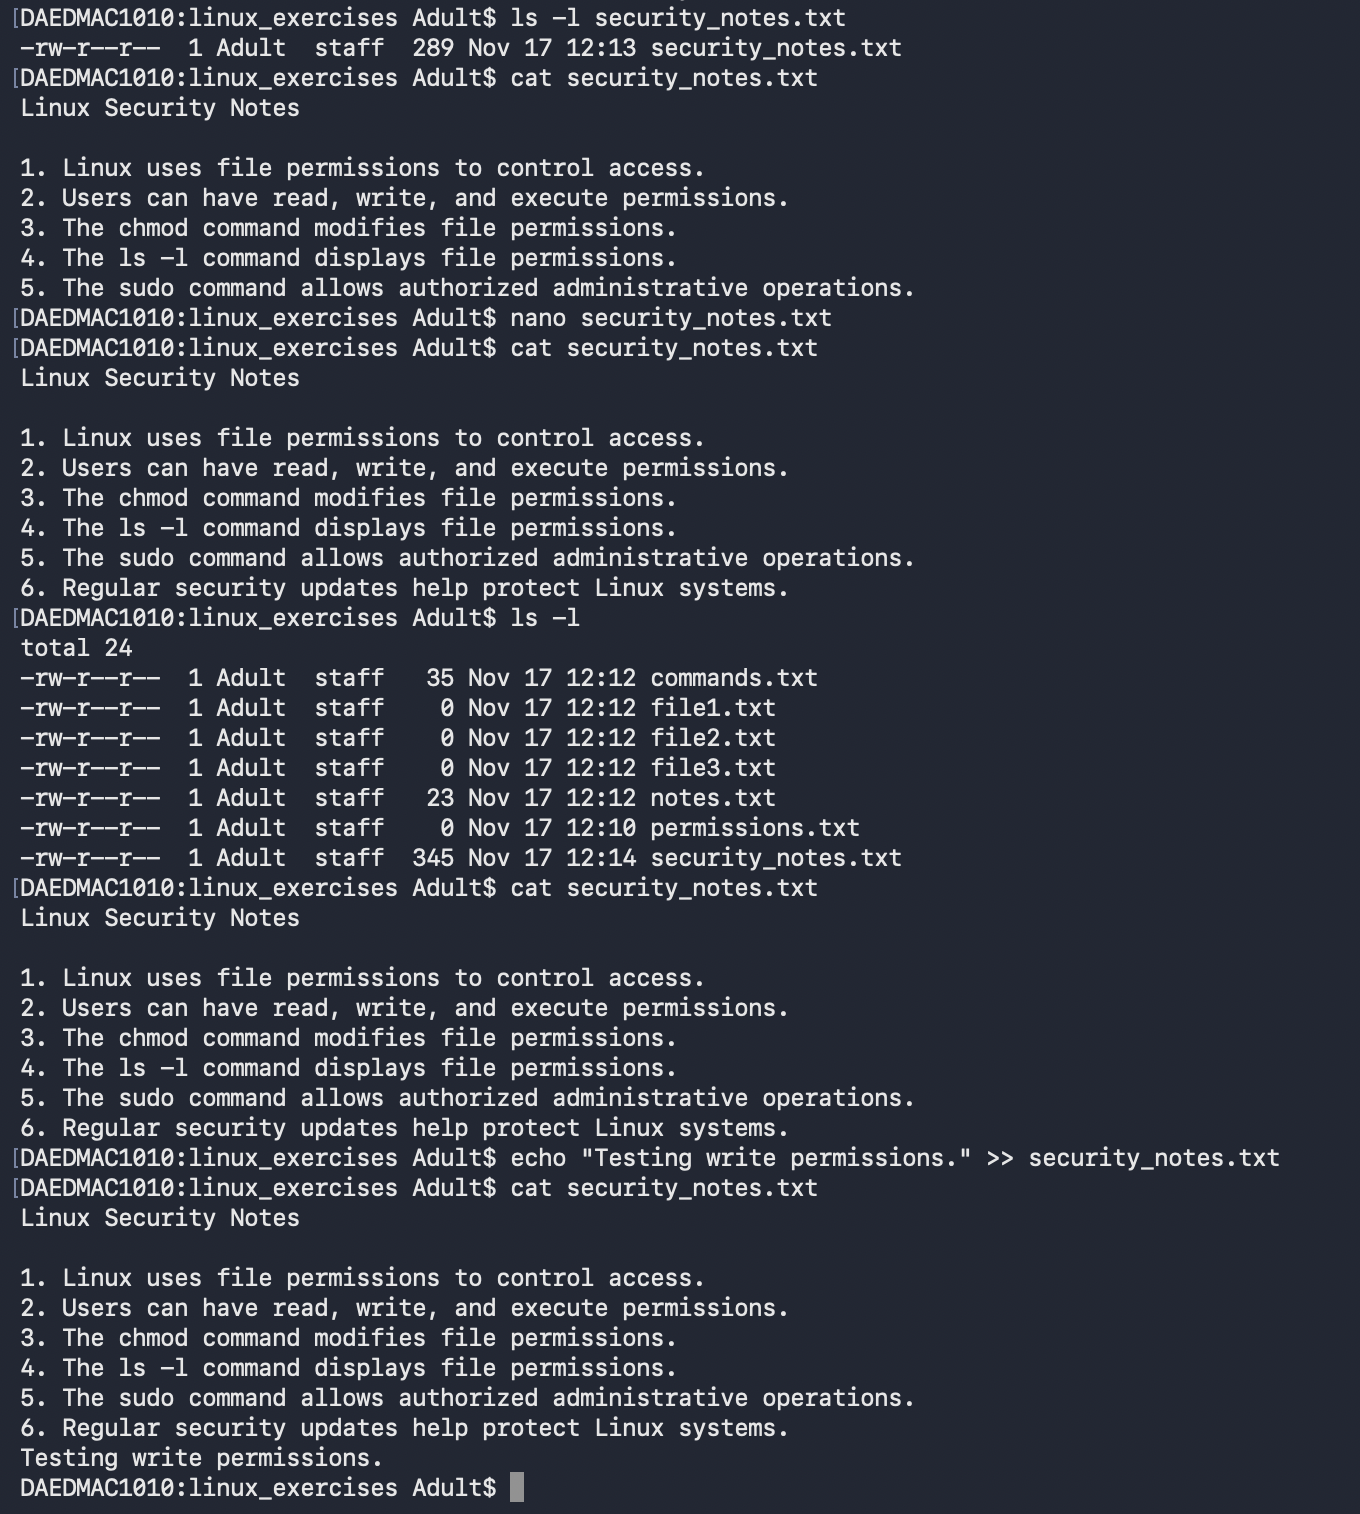 [DAEDMAC1010:linux_exercises Adult$ ls -l security_notes.txt
-rw-r--r--  1 Adult  staff  289 Nov 17 12:13 security_notes.txt
[DAEDMAC1010:linux_exercises Adult$ cat security_notes.txt
Linux Security Notes

1. Linux uses file permissions to control access.
2. Users can have read, write, and execute permissions.
3. The chmod command modifies file permissions.
4. The ls -l command displays file permissions.
5. The sudo command allows authorized administrative operations.
[DAEDMAC1010:linux_exercises Adult$ nano security_notes.txt
[DAEDMAC1010:linux_exercises Adult$ cat security_notes.txt
Linux Security Notes

1. Linux uses file permissions to control access.
2. Users can have read, write, and execute permissions.
3. The chmod command modifies file permissions.
4. The ls -l command displays file permissions.
5. The sudo command allows authorized administrative operations.
6. Regular security updates help protect Linux systems.
[DAEDMAC1010:linux_exercises Adult$ ls -l
total 24
-rw-r--r--  1 Adult  staff   35 Nov 17 12:12 commands.txt
-rw-r--r--  1 Adult  staff    0 Nov 17 12:12 file1.txt
-rw-r--r--  1 Adult  staff    0 Nov 17 12:12 file2.txt
-rw-r--r--  1 Adult  staff    0 Nov 17 12:12 file3.txt
-rw-r--r--  1 Adult  staff   23 Nov 17 12:12 notes.txt
-rw-r--r--  1 Adult  staff    0 Nov 17 12:10 permissions.txt
-rw-r--r--  1 Adult  staff  345 Nov 17 12:14 security_notes.txt
[DAEDMAC1010:linux_exercises Adult$ cat security_notes.txt
Linux Security Notes

1. Linux uses file permissions to control access.
2. Users can have read, write, and execute permissions.
3. The chmod command modifies file permissions.
4. The ls -l command displays file permissions.
5. The sudo command allows authorized administrative operations.
6. Regular security updates help protect Linux systems.
[DAEDMAC1010:linux_exercises Adult$ echo "Testing write permissions." >> security_notes.txt
[DAEDMAC1010:linux_exercises Adult$ cat security_notes.txt
Linux Security Notes

1. Linux uses file permissions to control access.
2. Users can have read, write, and execute permissions.
3. The chmod command modifies file permissions.
4. The ls -l command displays file permissions.
5. The sudo command allows authorized administrative operations.
6. Regular security updates help protect Linux systems.
Testing write permissions.
DAEDMAC1010:linux_exercises Adult$